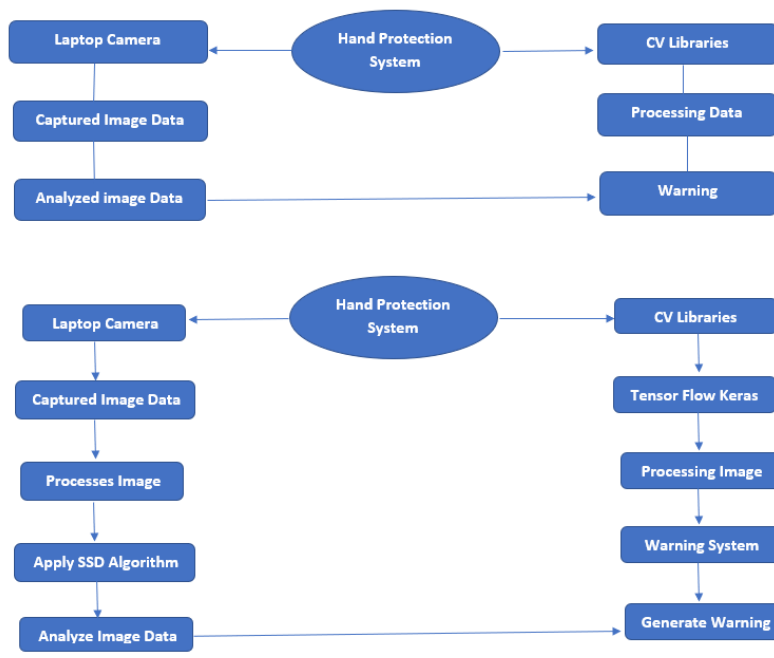 Laptop Camera
Hand Protection
System
CV Libraries
Captured Image Data
Processing Data
Analyzed image Data
Warning
Laptop Camera
Hand Protection
System
CV Libraries
Captured Image Data
Tensor Flow Keras
Processes Image
Processing Image
Apply SSD Algorithm
Warning System
Analyze Image Data
Generate Warning